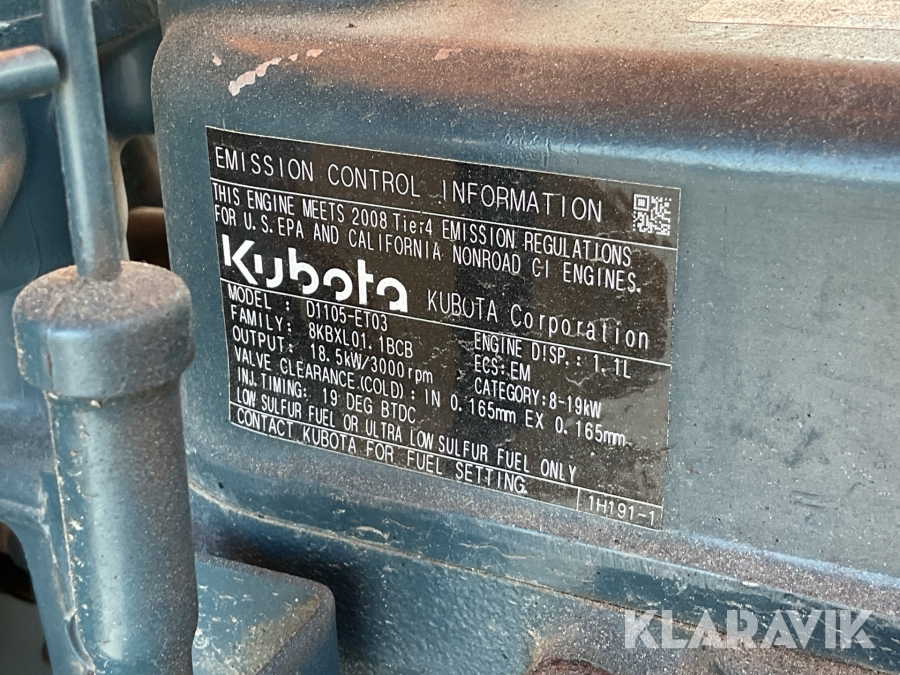 EMISSION CONTROL INFORMATION
THIS ENGINE MEETS 2008 Tier4 EMISSION REGULATIONS
FOR U.S.EPA AND CALIFORNIA NONROAD CI ENGINES.
Kubota KUBOTA Corporation
MODEL : D1105-ET03 ENGINE DISP.: 1.1L
FAMILY: 8KBXL01.1BCB ECS:EM
OUTPUT: 18.5kW/3000rpm CATEGORY:8-19kW
VALVE CLEARANCE.(COLD): IN 0.165mm EX 0.165mm
INJ.TIMING: 19 DEG BTDC
LOW SULFUR FUEL OR ULTRA LOW SULFUR FUEL ONLY
CONTACT KUBOTA FOR FUEL SETTING.
1H191-1
KLARAVIK